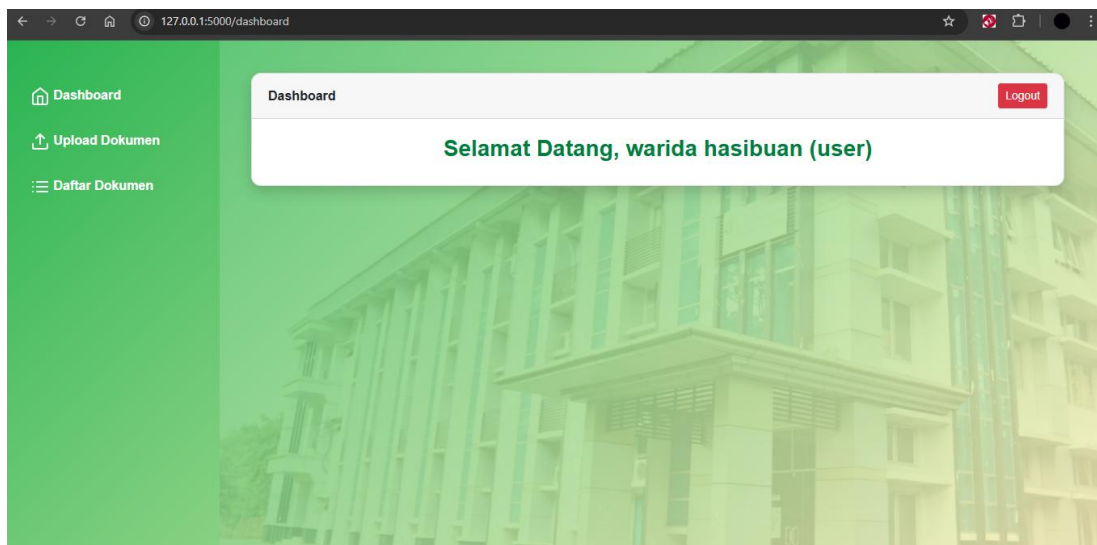 127.0.0.1:5000/dashboard
Dashboard
Upload Dokumen
Daftar Dokumen
Dashboard
Logout
Selamat Datang, warida hasibuan (user)